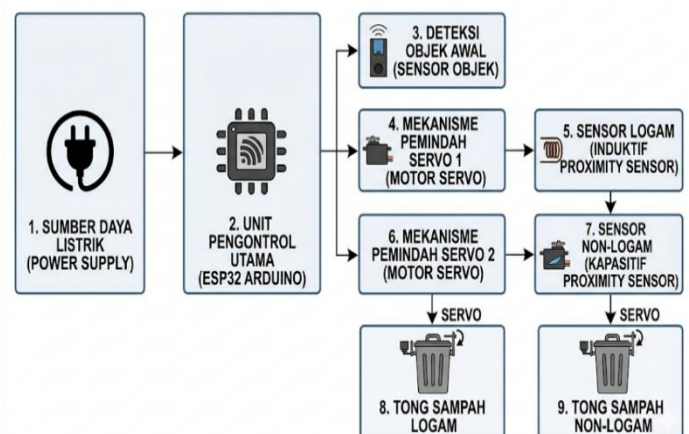 3. DETEKSI
OBJEK AWAL
(SENSOR OBJEK)
1. SUMBER DAYA
LISTRIK
(POWER SUPPLY)
2. UNIT
PENGONTROL
UTAMA
(ESP32 ARDUINO)
4. MEKANISME
PEMINDAH
SERVO 1
(MOTOR SERVO)
5. SENSOR LOGAM
(INDUKTIF
PROXIMITY SENSOR)
6. MEKANISME
PEMINDAH SERVO 2
(MOTOR SERVO)
7. SENSOR
NON-LOGAM
(KAPASITIF
PROXIMITY SENSOR)
SERVO
SERVO
8. TONG SAMPAH
LOGAM
9. TONG SAMPAH
NON-LOGAM